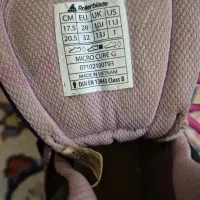 Rollerblade
CM EU UK US
17.5 28 10J 11J
20.5 32 13J 1
MICRO CUBE G
07102100T93
MADE IN VIETNAM
DIN EN 13843 Class B